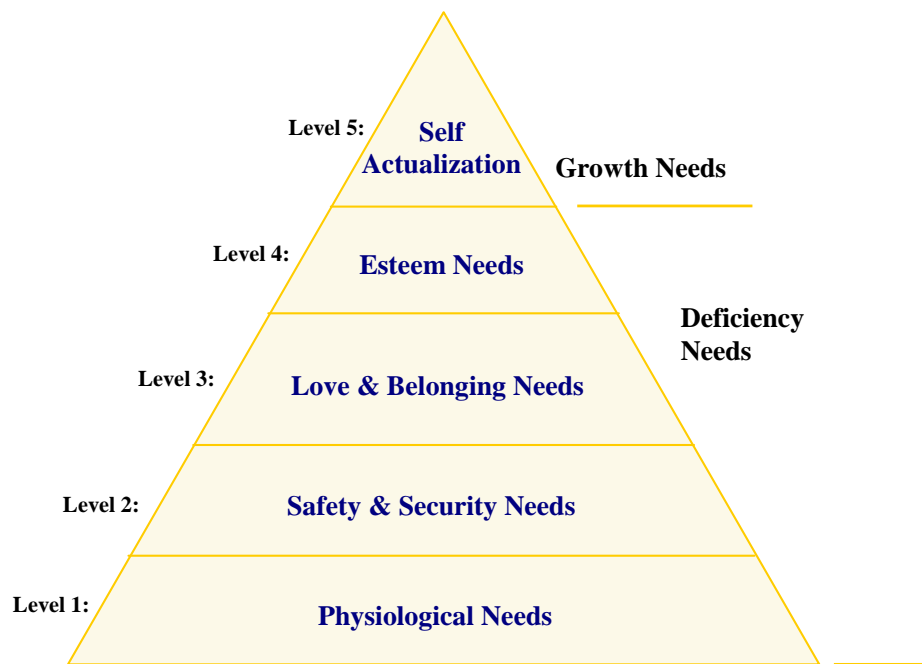 Level 5:
Self
Actualization
Growth Needs
Level 4:
Esteem Needs
Deficiency
Needs
Level 3:
Love & Belonging Needs
Level 2:
Safety & Security Needs
Level 1:
Physiological Needs